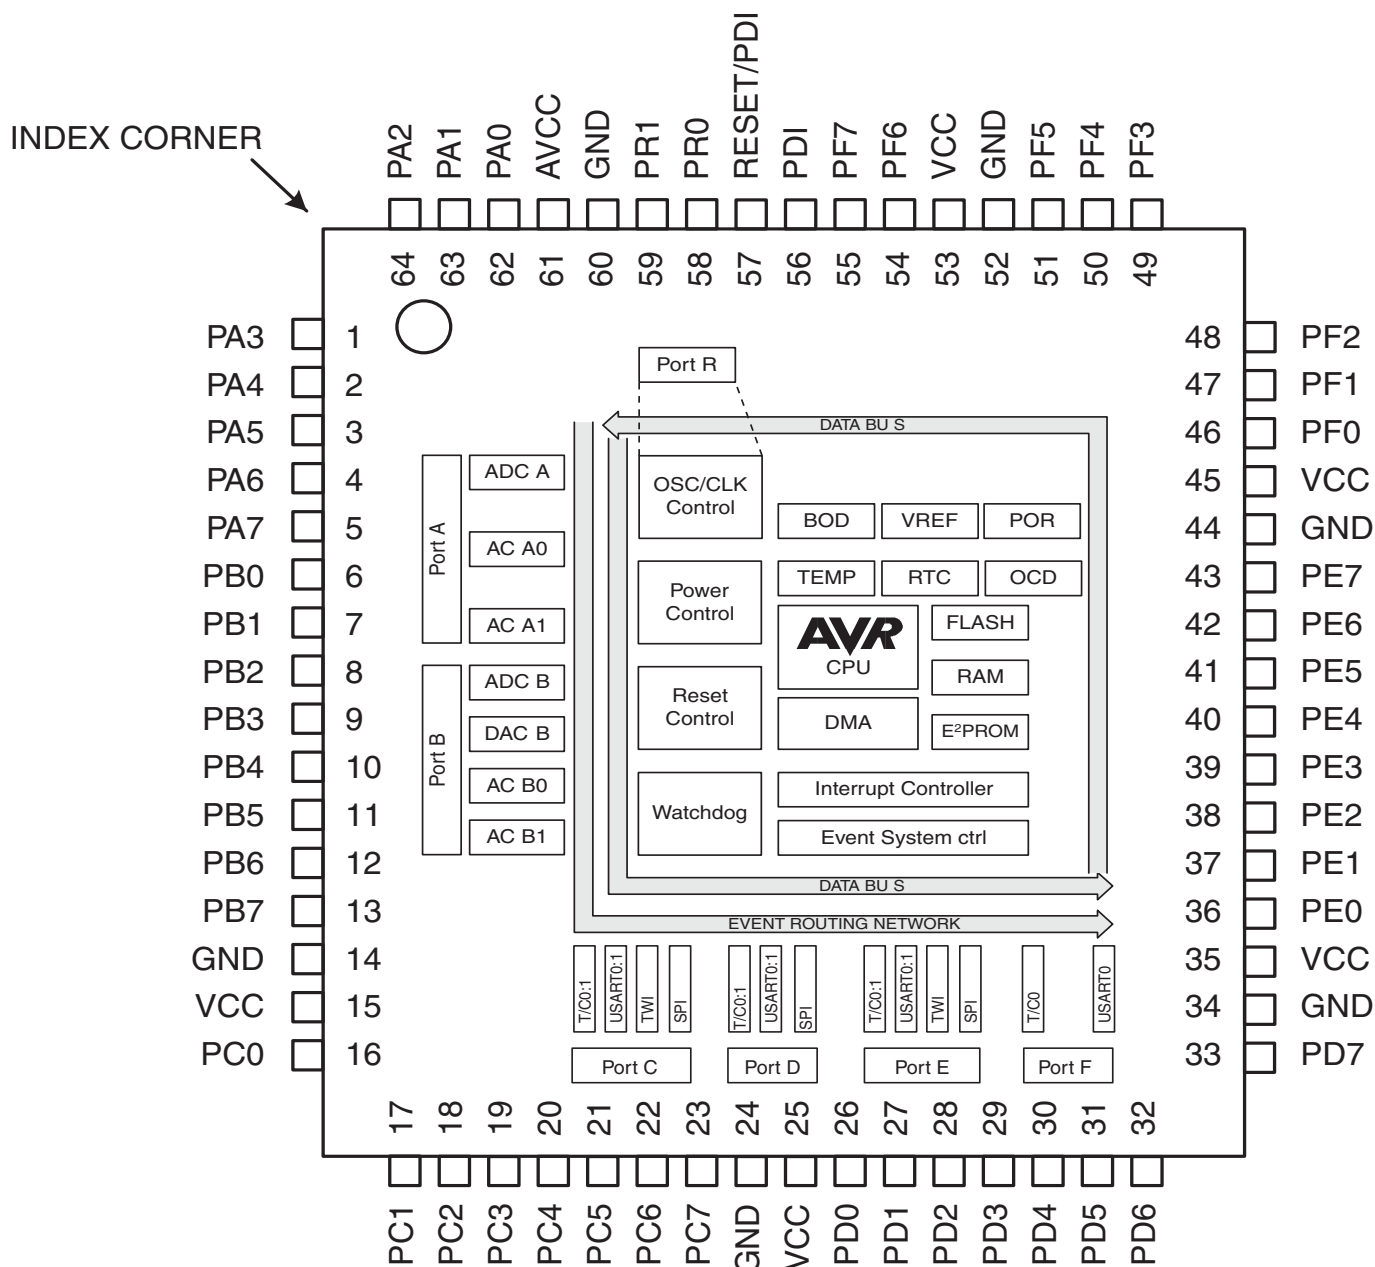 INDEX CORNER
PA2
PA1
PA0
AVCC
GND
PR1
PR0
RESET/PDI
PDI
PF7
PF6
VCC
GND
PF5
PF4
PF3
64
63
62
61
60
59
58
57
56
55
54
53
52
51
50
49
PA3 1
PA4 2
PA5 3
PA6 4
PA7 5
PB0 6
PB1 7
PB2 8
PB3 9
PB4 10
PB5 11
PB6 12
PB7 13
GND 14
VCC 15
PC0 16
48 PF2
47 PF1
46 PF0
45 VCC
44 GND
43 PE7
42 PE6
41 PE5
40 PE4
39 PE3
38 PE2
37 PE1
36 PE0
35 VCC
34 GND
33 PD7
Port R
DATA BU S
Port A
ADC A
AC A0
AC A1
Port B
ADC B
DAC B
AC B0
AC B1
OSC/CLK
Control
Power
Control
Reset
Control
Watchdog
BOD
VREF
POR
TEMP
RTC
OCD
AVR
CPU
FLASH
RAM
DMA
E²PROM
Interrupt Controller
Event System ctrl
DATA BU S
EVENT ROUTING NETWORK
T/C0:1
USART0:1
TWI
SPI
T/C0:1
USART0:1
SPI
T/C0:1
USART0:1
TWI
SPI
T/C0
USART0
Port C
Port D
Port E
Port F
17
18
19
20
21
22
23
24
25
26
27
28
29
30
31
32
PC1
PC2
PC3
PC4
PC5
PC6
PC7
GND
VCC
PD0
PD1
PD2
PD3
PD4
PD5
PD6